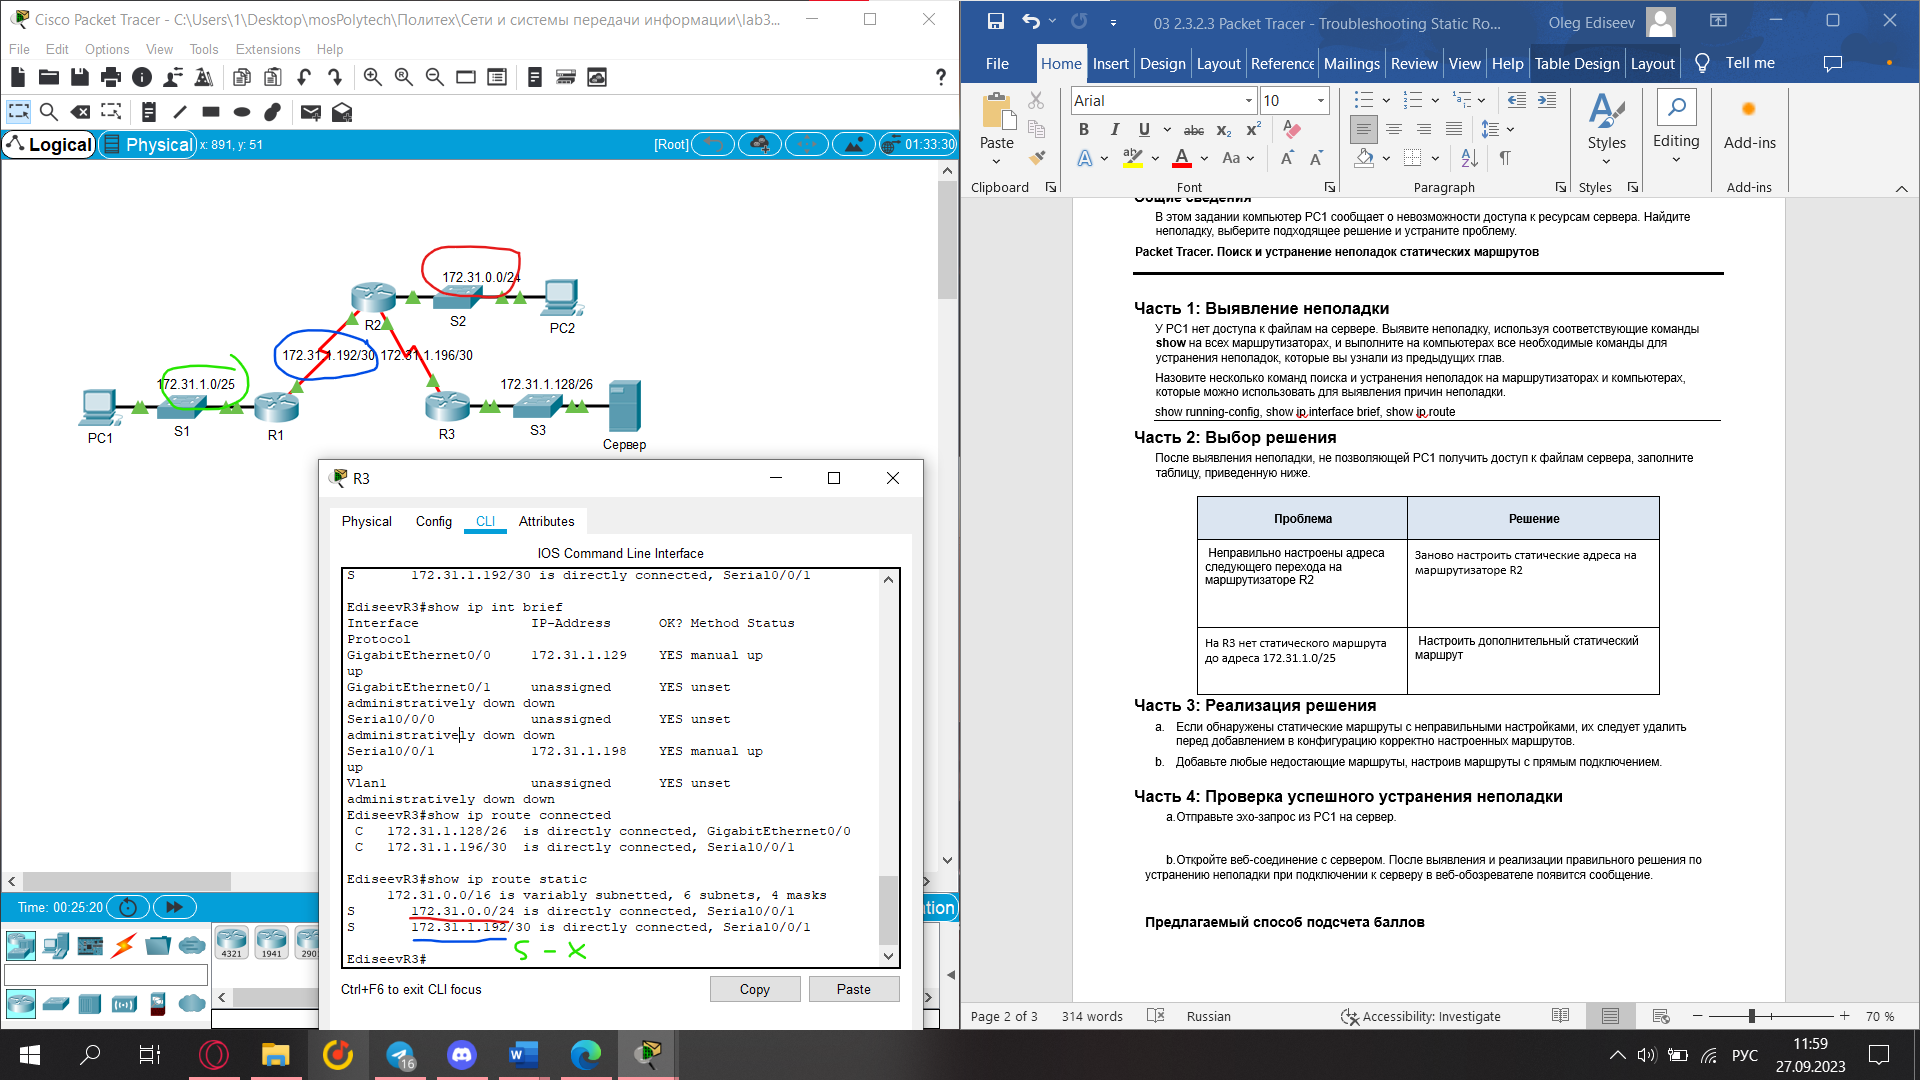 Cisco Packet Tracer - C:\Users\1\Desktop\mosPolytech\Политех\Сети и системы передачи информации\lab3...
File Edit Options View Tools Extensions Help
?
Logical Physical x: 891, y: 51 [Root] 01:33:30
172.31.0.0/24
R2 S2 PC2
172.31.1.192/30 172.31.1.196/30
172.31.1.0/25 172.31.1.128/26
PC1 S1 R1 R3 S3 Сервер
R3
Physical Config CLI Attributes
IOS Command Line Interface
S 172.31.1.192/30 is directly connected, Serial0/0/1
EdiseevR3#show ip int brief
Interface IP-Address OK? Method Status
Protocol
GigabitEthernet0/0 172.31.1.129 YES manual up
up
GigabitEthernet0/1 unassigned YES unset
administratively down down
Serial0/0/0 unassigned YES unset
administratively down down
Serial0/0/1 172.31.1.198 YES manual up
up
Vlan1 unassigned YES unset
administratively down down
EdiseevR3#show ip route connected
C 172.31.1.128/26 is directly connected, GigabitEthernet0/0
C 172.31.1.196/30 is directly connected, Serial0/0/1
EdiseevR3#show ip route static
172.31.0.0/16 is variably subnetted, 6 subnets, 4 masks
S 172.31.0.0/24 is directly connected, Serial0/0/1
S 172.31.1.192/30 is directly connected, Serial0/0/1
S - X
EdiseevR3#
Ctrl+F6 to exit CLI focus
Copy Paste
Time: 00:25:20
4321 1941
03 2.3.2.3 Packet Tracer - Troubleshooting Static Ro...
Oleg Ediseev
File Home Insert Design Layout Reference Mailings Review View Help Table Design Layout Tell me
Paste
Clipboard
Arial 10
B I U abc X₂ X²
A A Aa A A
Font
Paragraph
Styles
Styles
Editing
Add-ins
Add-ins
Общие сведения
В этом задании компьютер PC1 сообщает о невозможности доступа к ресурсам сервера. Найдите
неполадку, выберите подходящее решение и устраните проблему.
Packet Tracer. Поиск и устранение неполадок статических маршрутов
Часть 1: Выявление неполадки
У PC1 нет доступа к файлам на сервере. Выявите неполадку, используя соответствующие команды
show на всех маршрутизаторах, и выполните на компьютерах все необходимые команды для
устранения неполадок, которые вы узнали из предыдущих глав.
Назовите несколько команд поиска и устранения неполадок на маршрутизаторах и компьютерах,
которые можно использовать для выявления причин неполадки.
show running-config, show ip interface brief, show ip route
Часть 2: Выбор решения
После выявления неполадки, не позволяющей PC1 получить доступ к файлам сервера, заполните
таблицу, приведенную ниже.
Проблема Решение
Неправильно настроены адреса
следующего перехода на
маршрутизаторе R2
Заново настроить статические адреса на
маршрутизаторе R2
На R3 нет статического маршрута
до адреса 172.31.1.0/25
Настроить дополнительный статический
маршрут
Часть 3: Реализация решения
a. Если обнаружены статические маршруты с неправильными настройками, их следует удалить
перед добавлением в конфигурацию корректно настроенных маршрутов.
b. Добавьте любые недостающие маршруты, настроив маршруты с прямым подключением.
Часть 4: Проверка успешного устранения неполадки
a.Отправьте эхо-запрос из PC1 на сервер.
b.Откройте веб-соединение с сервером. После выявления и реализации правильного решения по
устранению неполадки при подключении к серверу в веб-обозревателе появится сообщение.
Предлагаемый способ подсчета баллов
Page 2 of 3 314 words Russian Accessibility: Investigate 70 %
16
РУС
11:59
27.09.2023